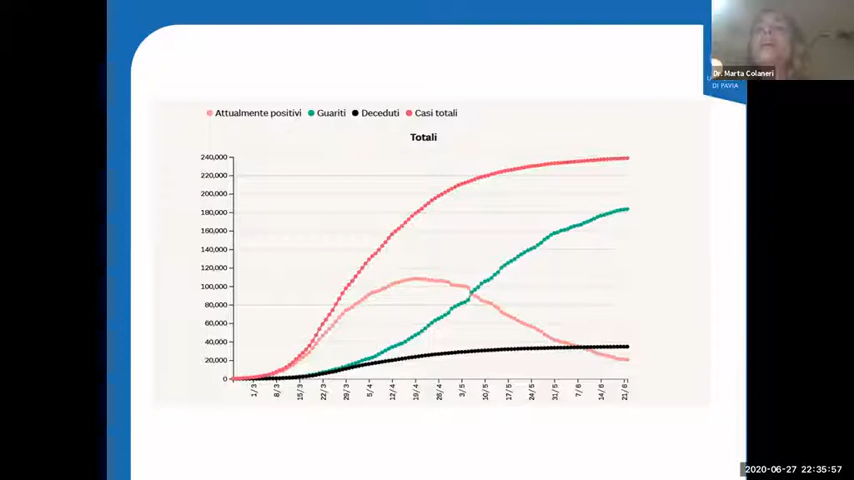 Dr. Marta Colaneri
DI PAVIA
Attualmente positivi Guariti Deceduti Casi totali
Totali
240,000
220,000
200,000
180,000
160,000
140,000
120,000
100,000
80,000
60,000
40,000
20,000
0
1/3 8/3 15/3 22/3 29/3 5/4 12/4 19/4 26/4 3/5 10/5 17/5 24/5 31/5 7/6 14/6 21/6
2020-06-27 22:35:57